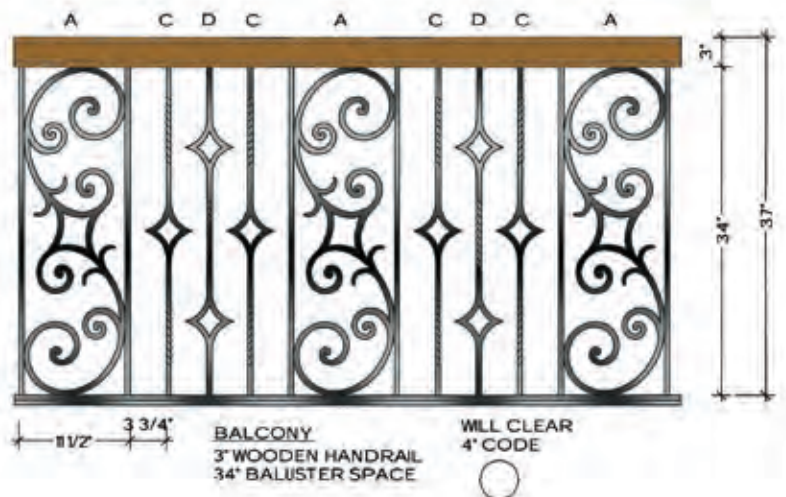 A C D C A C D C A
3"
34"
37"
11 1/2"
3 3/4"
BALCONY
3" WOODEN HANDRAIL
34" BALUSTER SPACE
WILL CLEAR
4" CODE